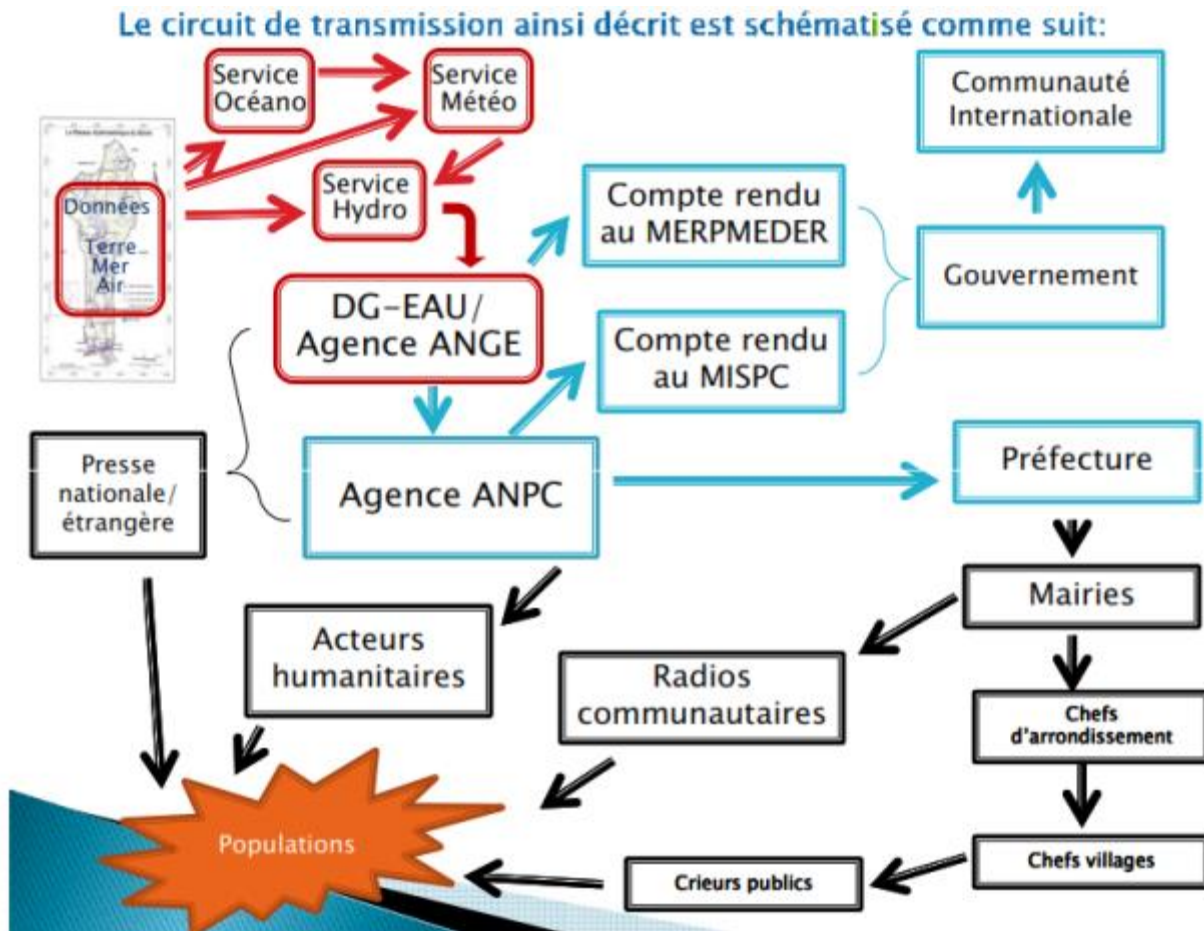 Le circuit de transmission ainsi décrit est schématisé comme suit:
Service
Océano
Service
Météo
Communauté
Internationale
Données
Terre
Mer
Air
Service
Hydro
Compte rendu
au MERPMEDER
Gouvernement
DG-EAU/
Agence ANGE
Compte rendu
au MISPC
Presse
nationale/
étrangère
Agence ANPC
Préfecture
Mairies
Acteurs
humanitaires
Radios
communautaires
Chefs
d'arrondissement
Populations
Crieurs publics
Chefs villages